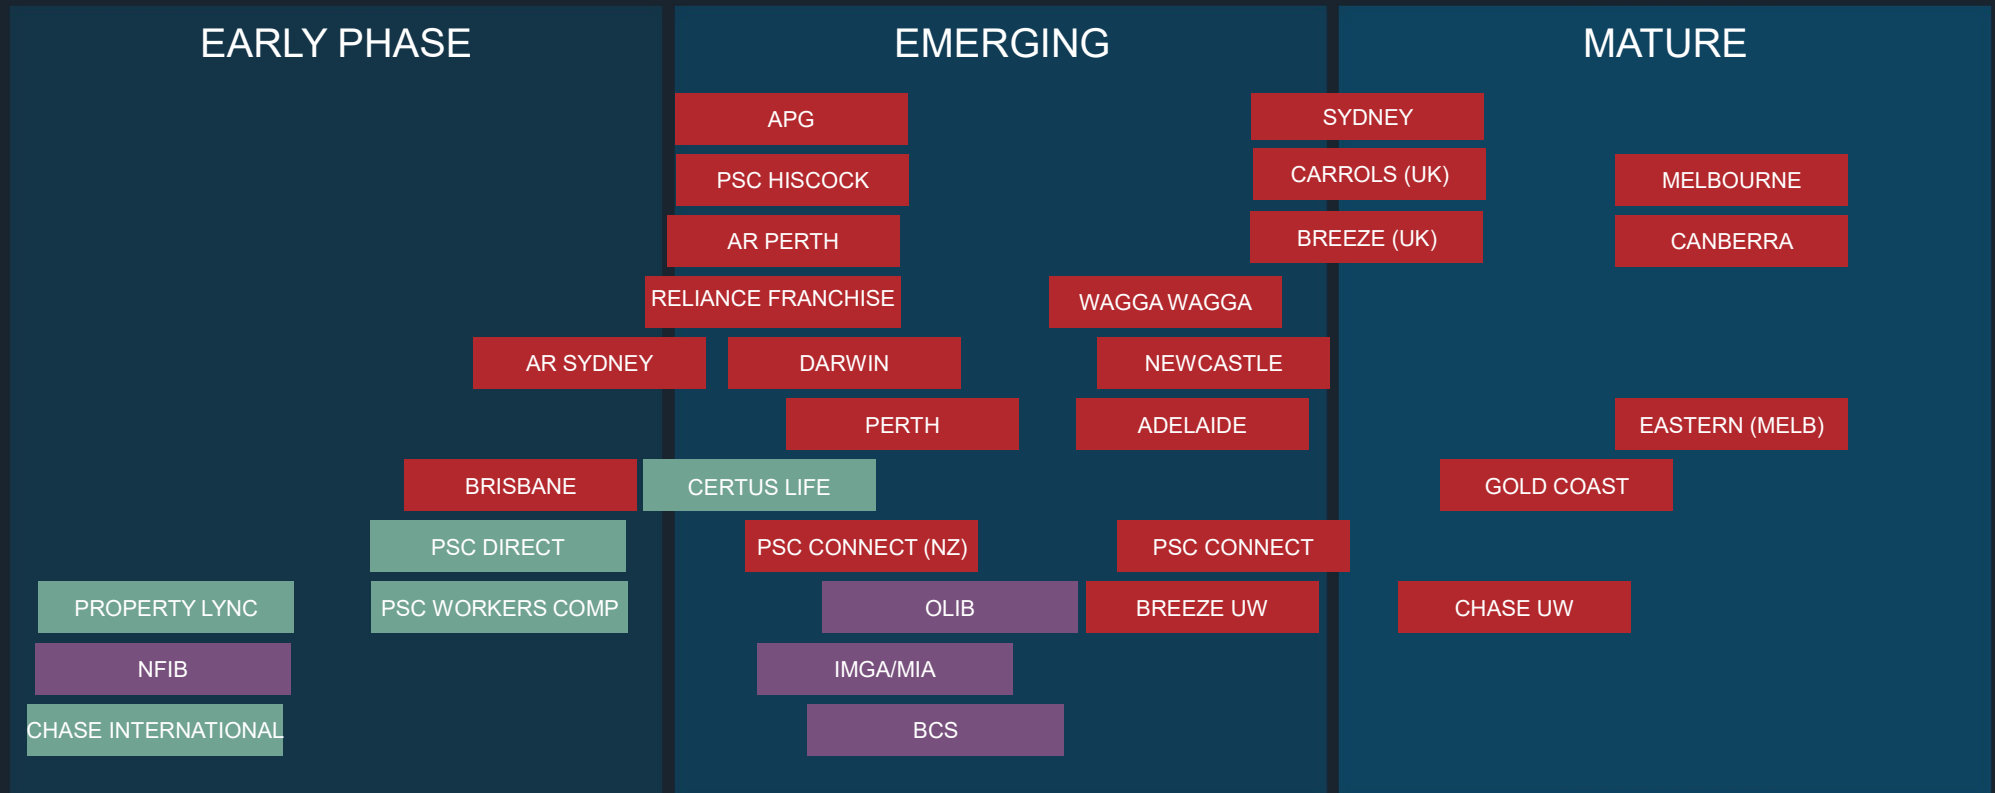 EARLY PHASE
EMERGING
MATURE
APG
SYDNEY
PSC HISCOCK
CARROLS (UK)
MELBOURNE
AR PERTH
BREEZE (UK)
CANBERRA
RELIANCE FRANCHISE
WAGGA WAGGA
AR SYDNEY
DARWIN
NEWCASTLE
PERTH
ADELAIDE
EASTERN (MELB)
BRISBANE
CERTUS LIFE
GOLD COAST
PSC DIRECT
PSC CONNECT (NZ)
PSC CONNECT
PROPERTY LYNC
PSC WORKERS COMP
OLIB
BREEZE UW
CHASE UW
NFIB
IMGA/MIA
CHASE INTERNATIONAL
BCS